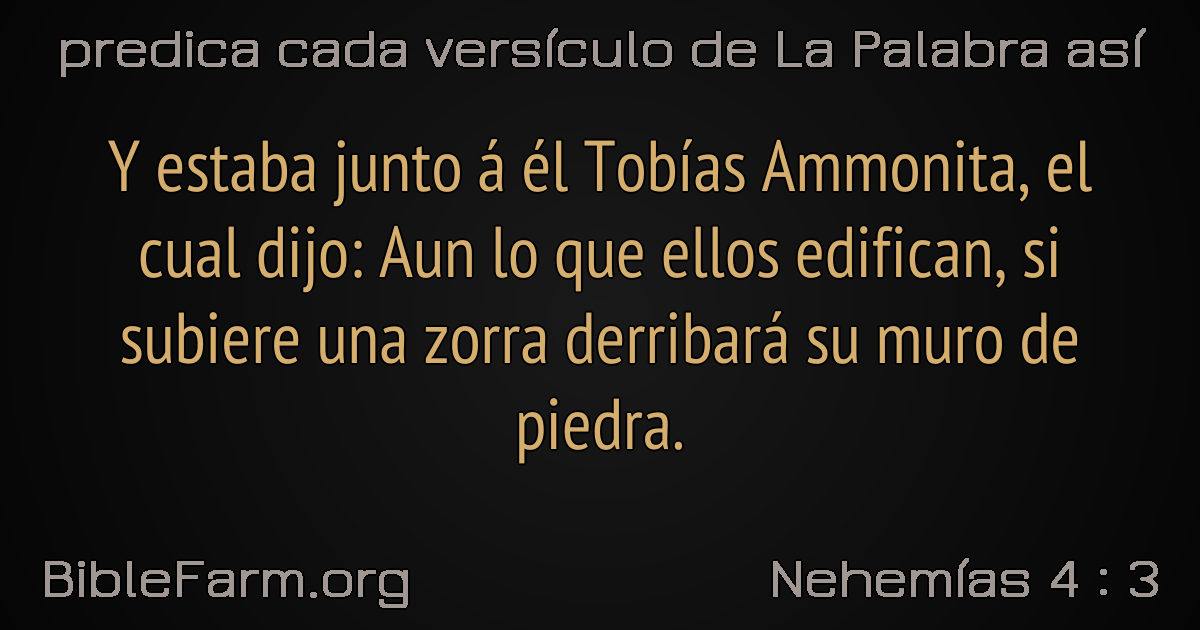 predica cada versículo de La Palabra así
Y estaba junto á él Tobías Ammonita, el
cual dijo: Aun lo que ellos edifican, si
subiere una zorra derribará su muro de
piedra.
BibleFarm.org
Nehemías 4 : 3